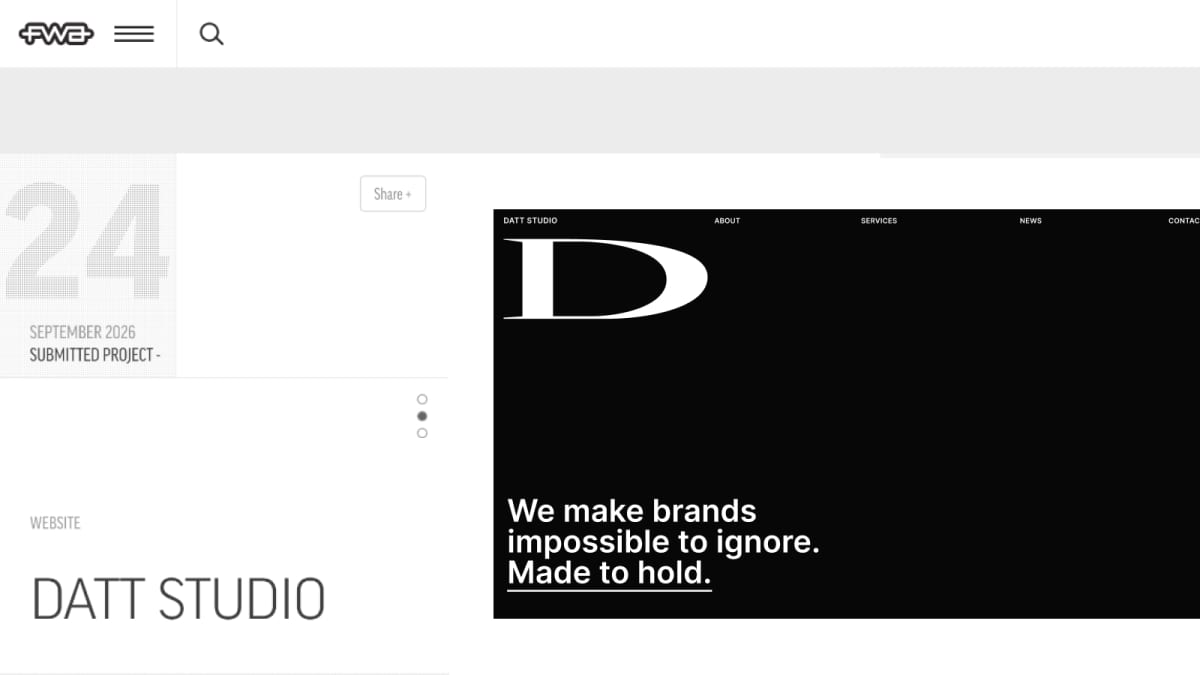 FWA
24
Share +
SEPTEMBER 2026
SUBMITTED PROJECT -
WEBSITE
DATT STUDIO
DATT STUDIO ABOUT SERVICES NEWS CONTAC
D
We make brands
impossible to ignore.
Made to hold.